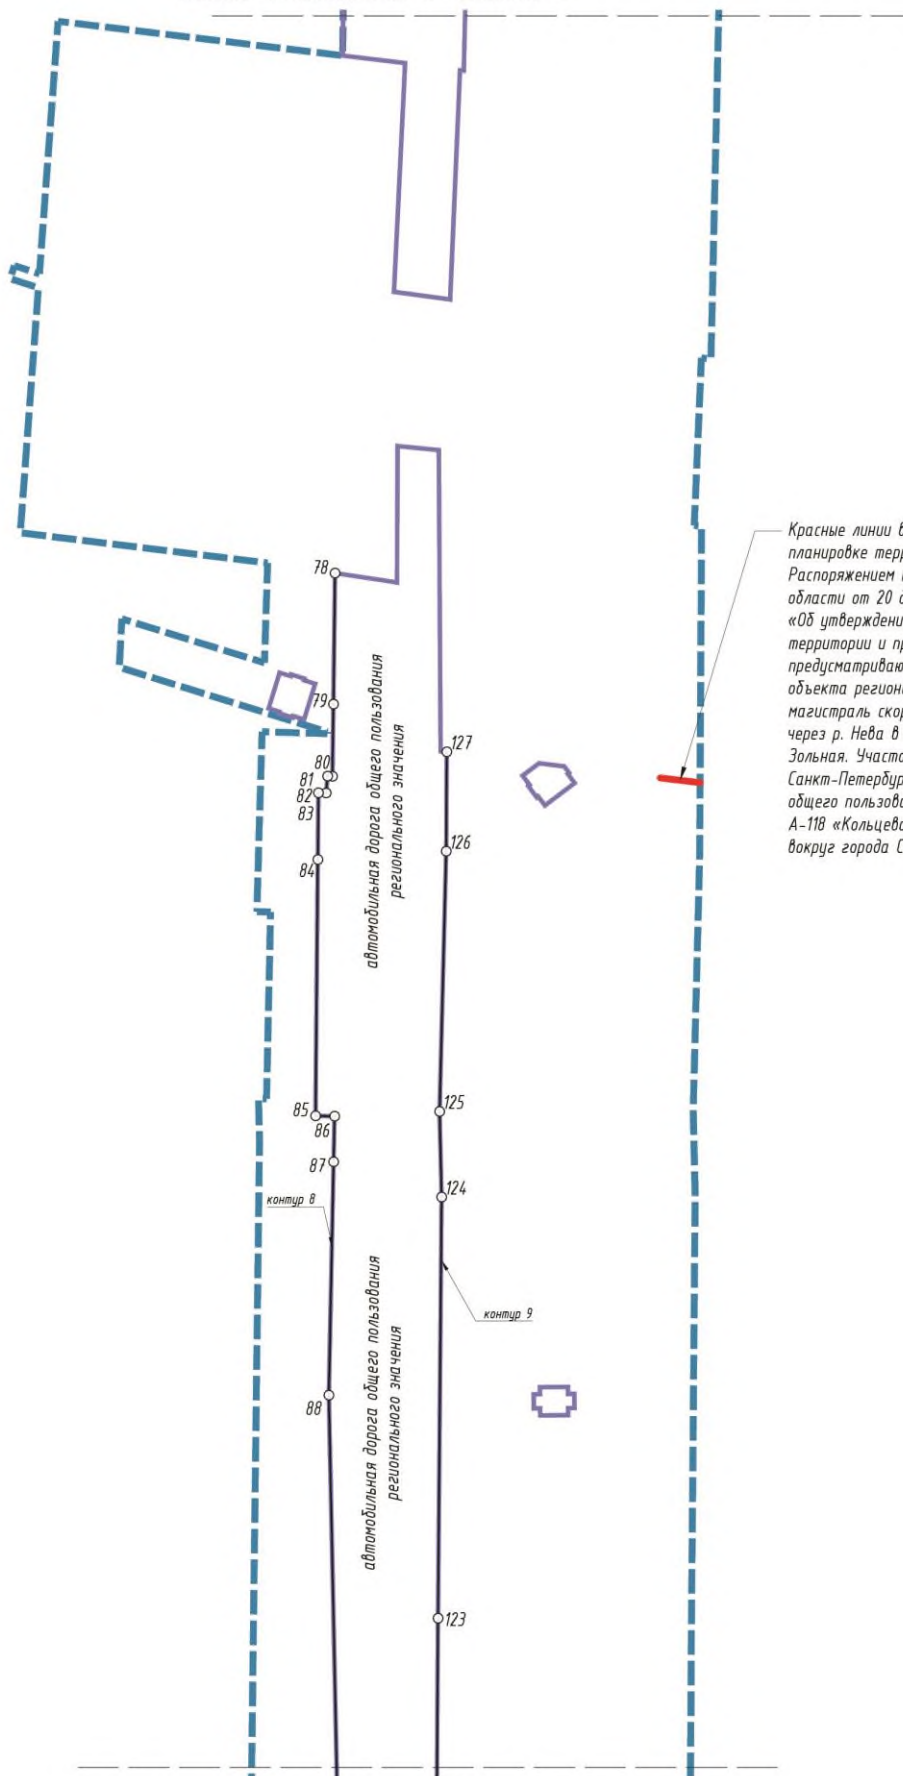 Красные линии в
планировке терр
Распоряжением
области от 20 д
«Об утверждени
территории и пр
предусматриваю
объекта регион
магистраль скор
через р. Нева в
Зольная. Участо
Санкт-Петербур
общего пользова
А-118 «Кольцева
вокруг города С
78
79
80
81
82
83
84
автомобильная дорога общего пользования
регионального значения
127
126
85
86
87
125
124
контур 8
контур 9
88
автомобильная дорога общего пользования
регионального значения
123